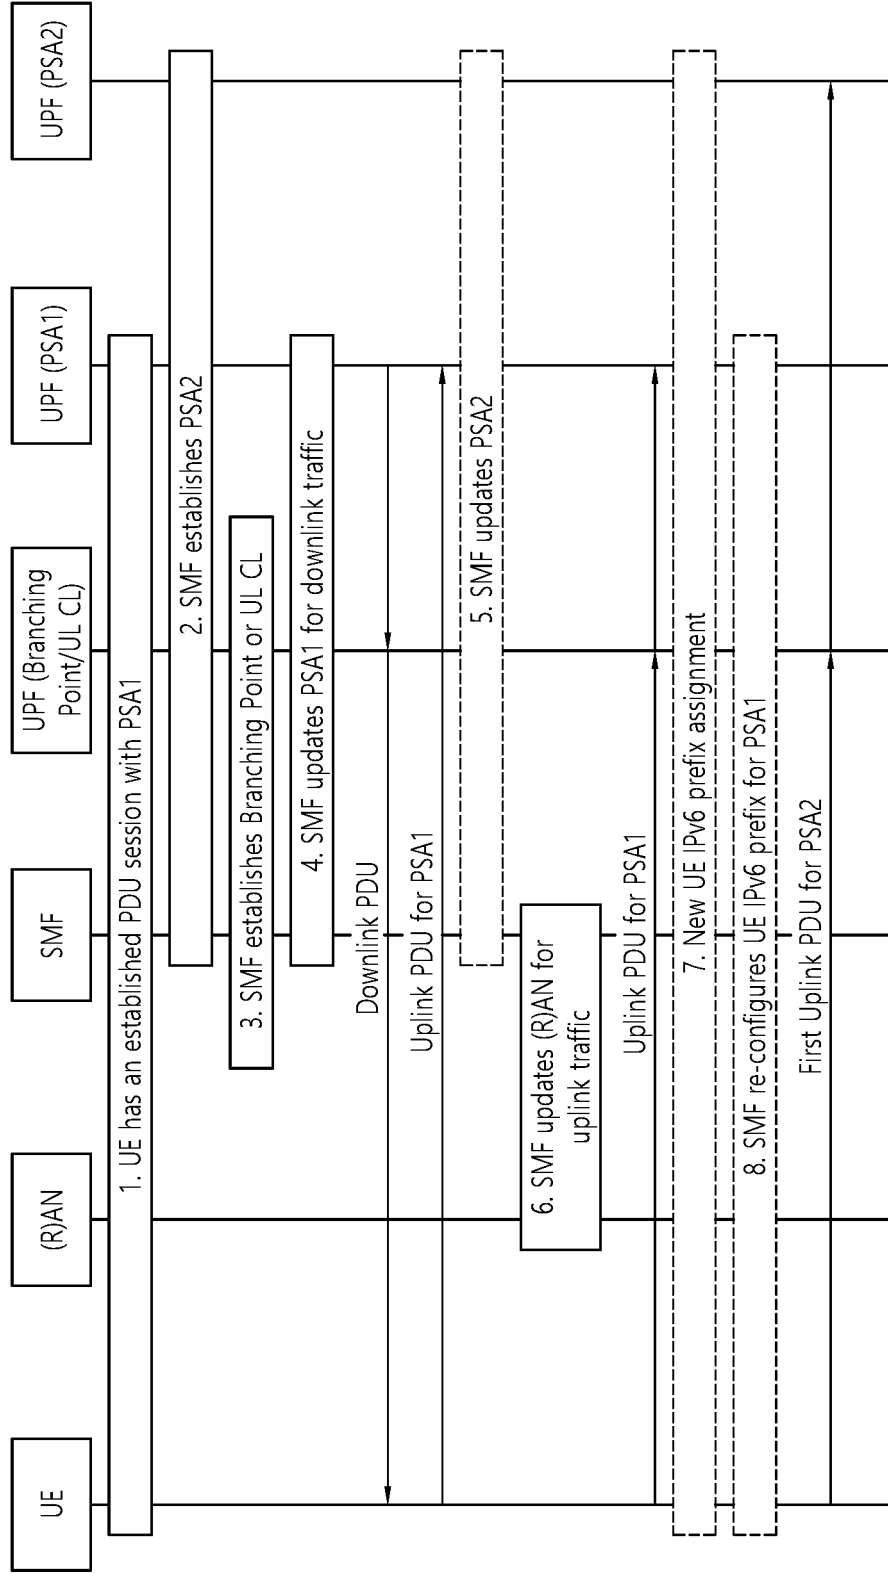 UE
(R)AN
SMF
UPF (Branching
Point/UL CL)
UPF (PSA1)
UPF (PSA2)
1. UE has an established PDU session with PSA1
2. SMF establishes PSA2
3. SMF establishes Branching Point or UL CL
4. SMF updates PSA1 for downlink traffic
Downlink PDU
Uplink PDU for PSA1
5. SMF updates PSA2
6. SMF updates (R)AN for
uplink traffic
Uplink PDU for PSA1
7. New UE IPv6 prefix assignment
8. SMF re-configures UE IPv6 prefix for PSA1
First Uplink PDU for PSA2